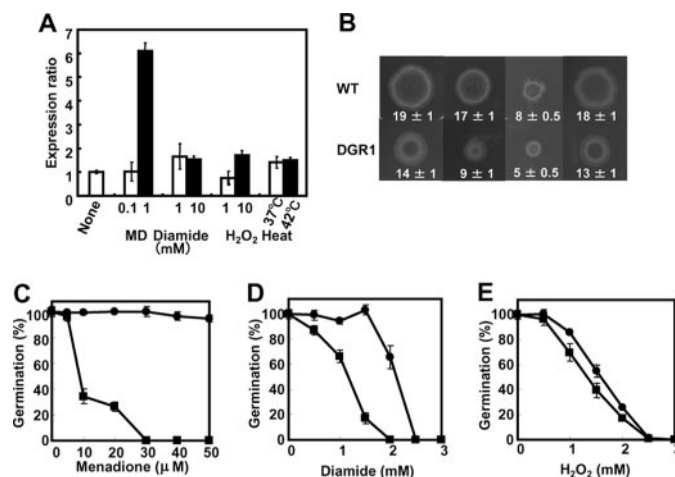 A
Expression ratio
7
6
5
4
3
2
1
0
None
0.1 1
1 10
1 10
37℃
42℃
MD Diamide H₂O₂ Heat
(mM)
B
WT
19 ± 1 17 ± 1 8 ± 0.5 18 ± 1
DGR1
14 ± 1 9 ± 1 5 ± 0.5 13 ± 1
C
Germination (%)
100
80
60
40
20
0
0 10 20 30 40 50
Menadione (μ M)
D
Germination (%)
100
80
60
40
20
0
0 1 2 3
Diamide (mM)
E
Germination (%)
100
80
60
40
20
0
0 1 2 3
H₂O₂ (mM)